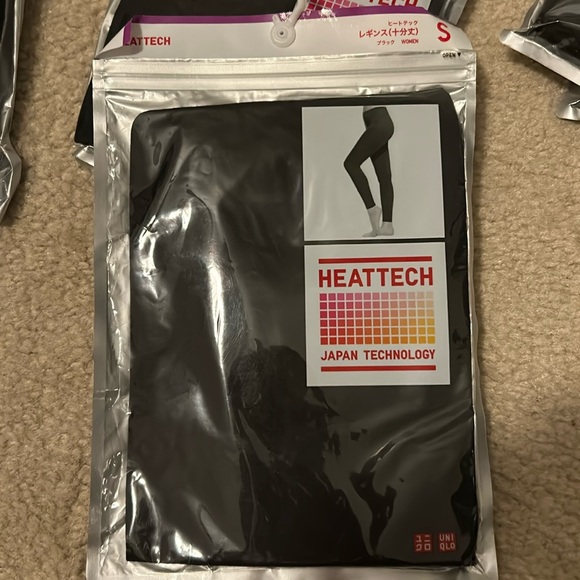 EATTECH
ヒートテック
レギンス(十分丈)
ブラック WOMEN
S
OPEN▼
HEATTECH
JAPAN TECHNOLOGY
ユニ
クロ
UNI
QLO